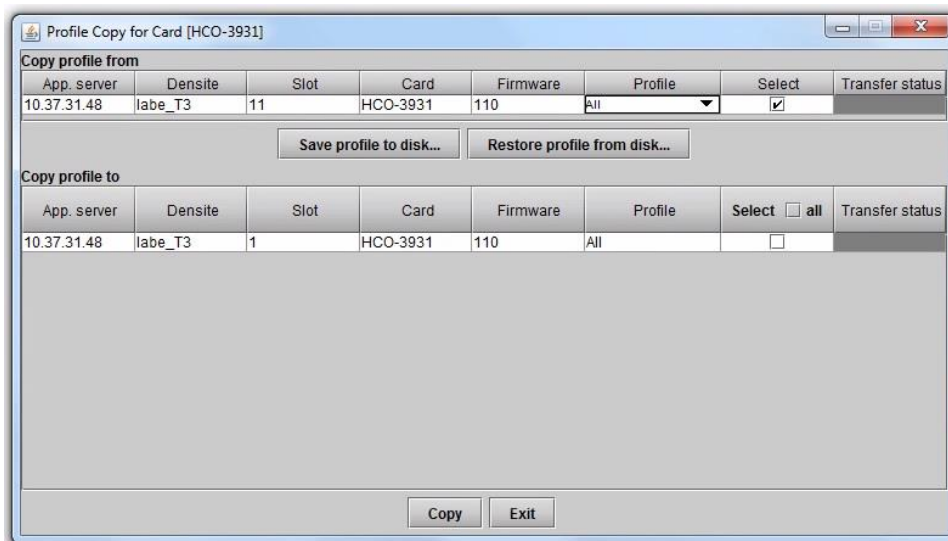 Profile Copy for Card [HCO-3931]
Copy profile from
App. server Densite Slot Card Firmware Profile Select Transfer status
10.37.31.48 labe_T3 11 HCO-3931 110 All
Save profile to disk... Restore profile from disk...
Copy profile to
App. server Densite Slot Card Firmware Profile Select all Transfer status
10.37.31.48 labe_T3 1 HCO-3931 110 All
Copy Exit